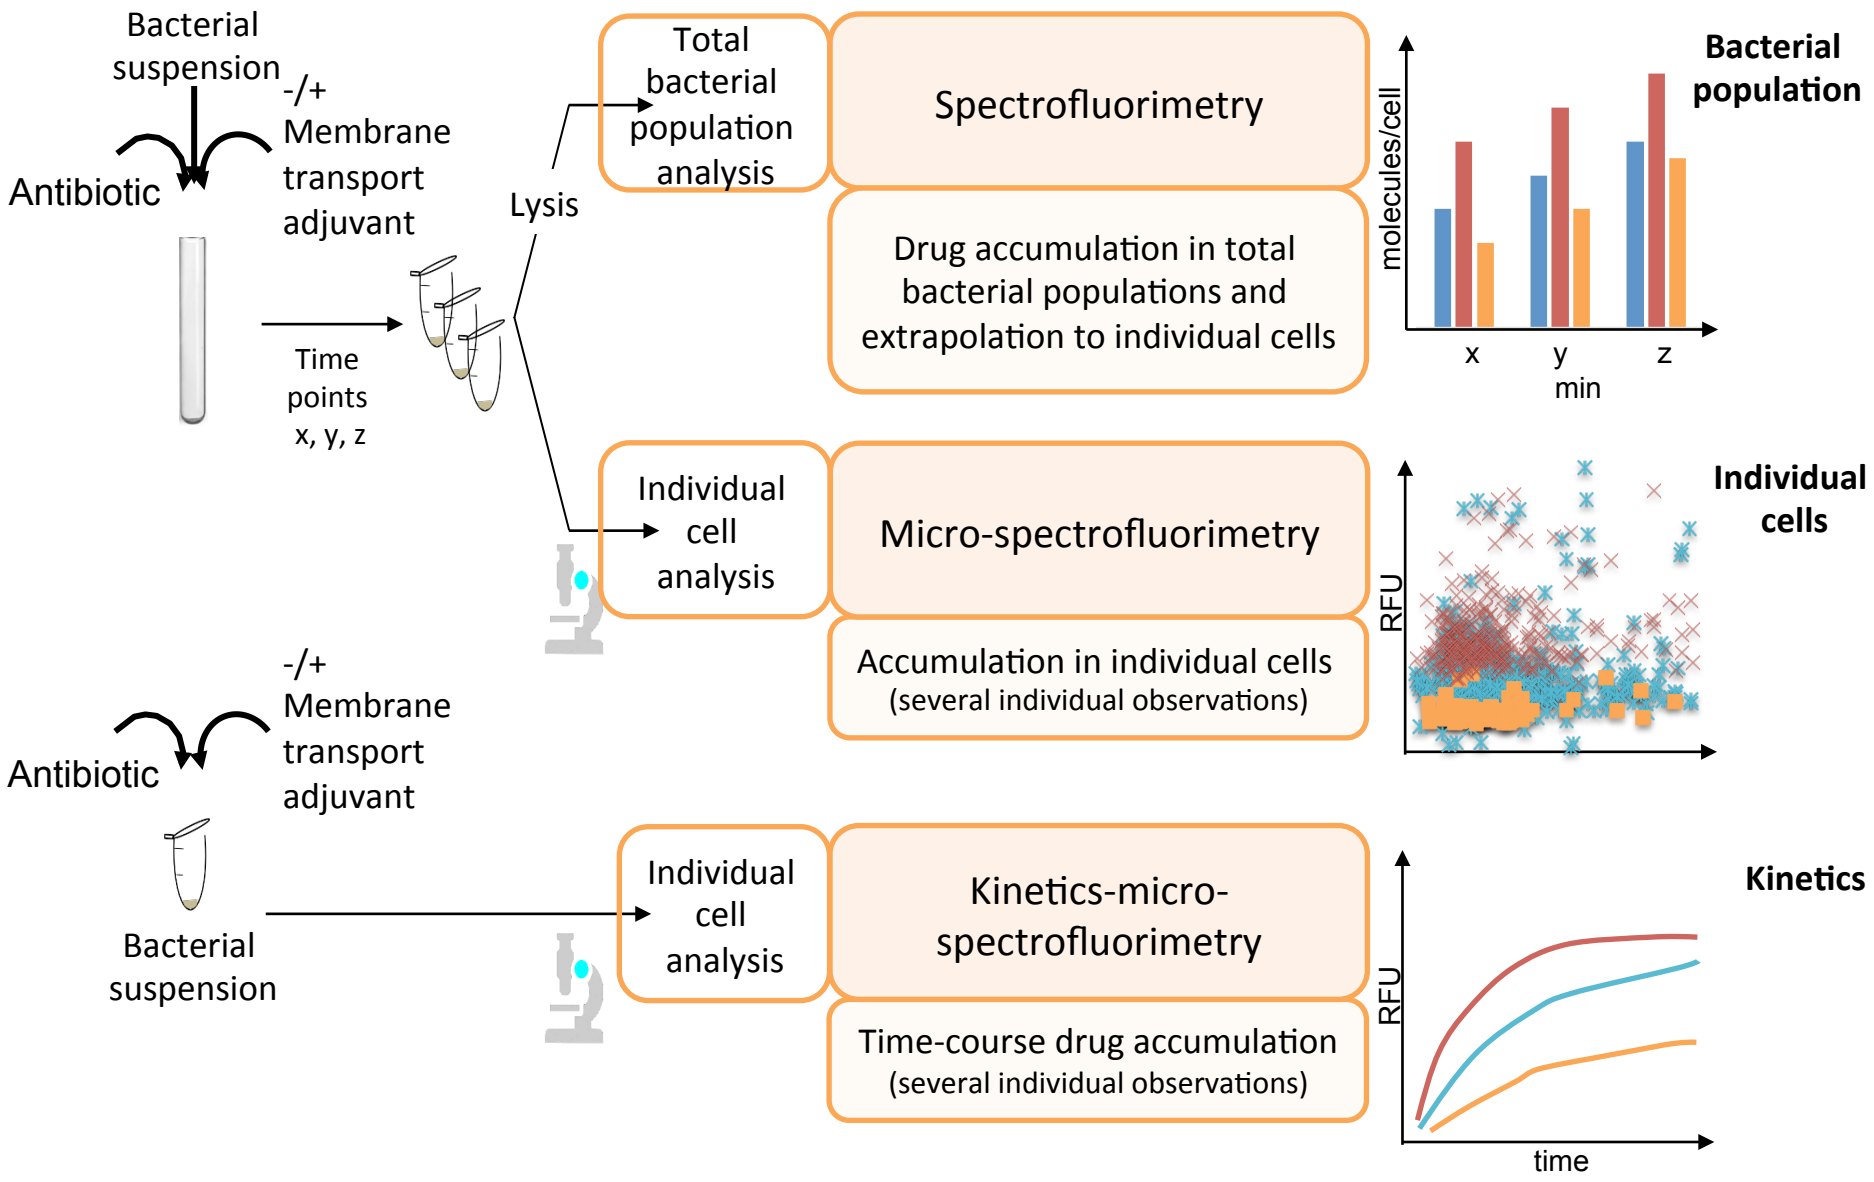 Bacterial
suspension
-/+
Membrane
transport
adjuvant
Antibiotic
Time
points
x, y, z
Lysis
Total
bacterial
population
analysis
Spectrofluorimetry
Drug accumulation in total
bacterial populations and
extrapolation to individual cells
molecules/cell
x
y
z
min
Bacterial
population
Individual
cell
analysis
Micro-spectrofluorimetry
Accumulation in individual cells
(several individual observations)
RFU
Individual
cells
-/+
Membrane
transport
adjuvant
Antibiotic
Bacterial
suspension
Individual
cell
analysis
Kinetics-micro-
spectrofluorimetry
Time-course drug accumulation
(several individual observations)
RFU
time
Kinetics